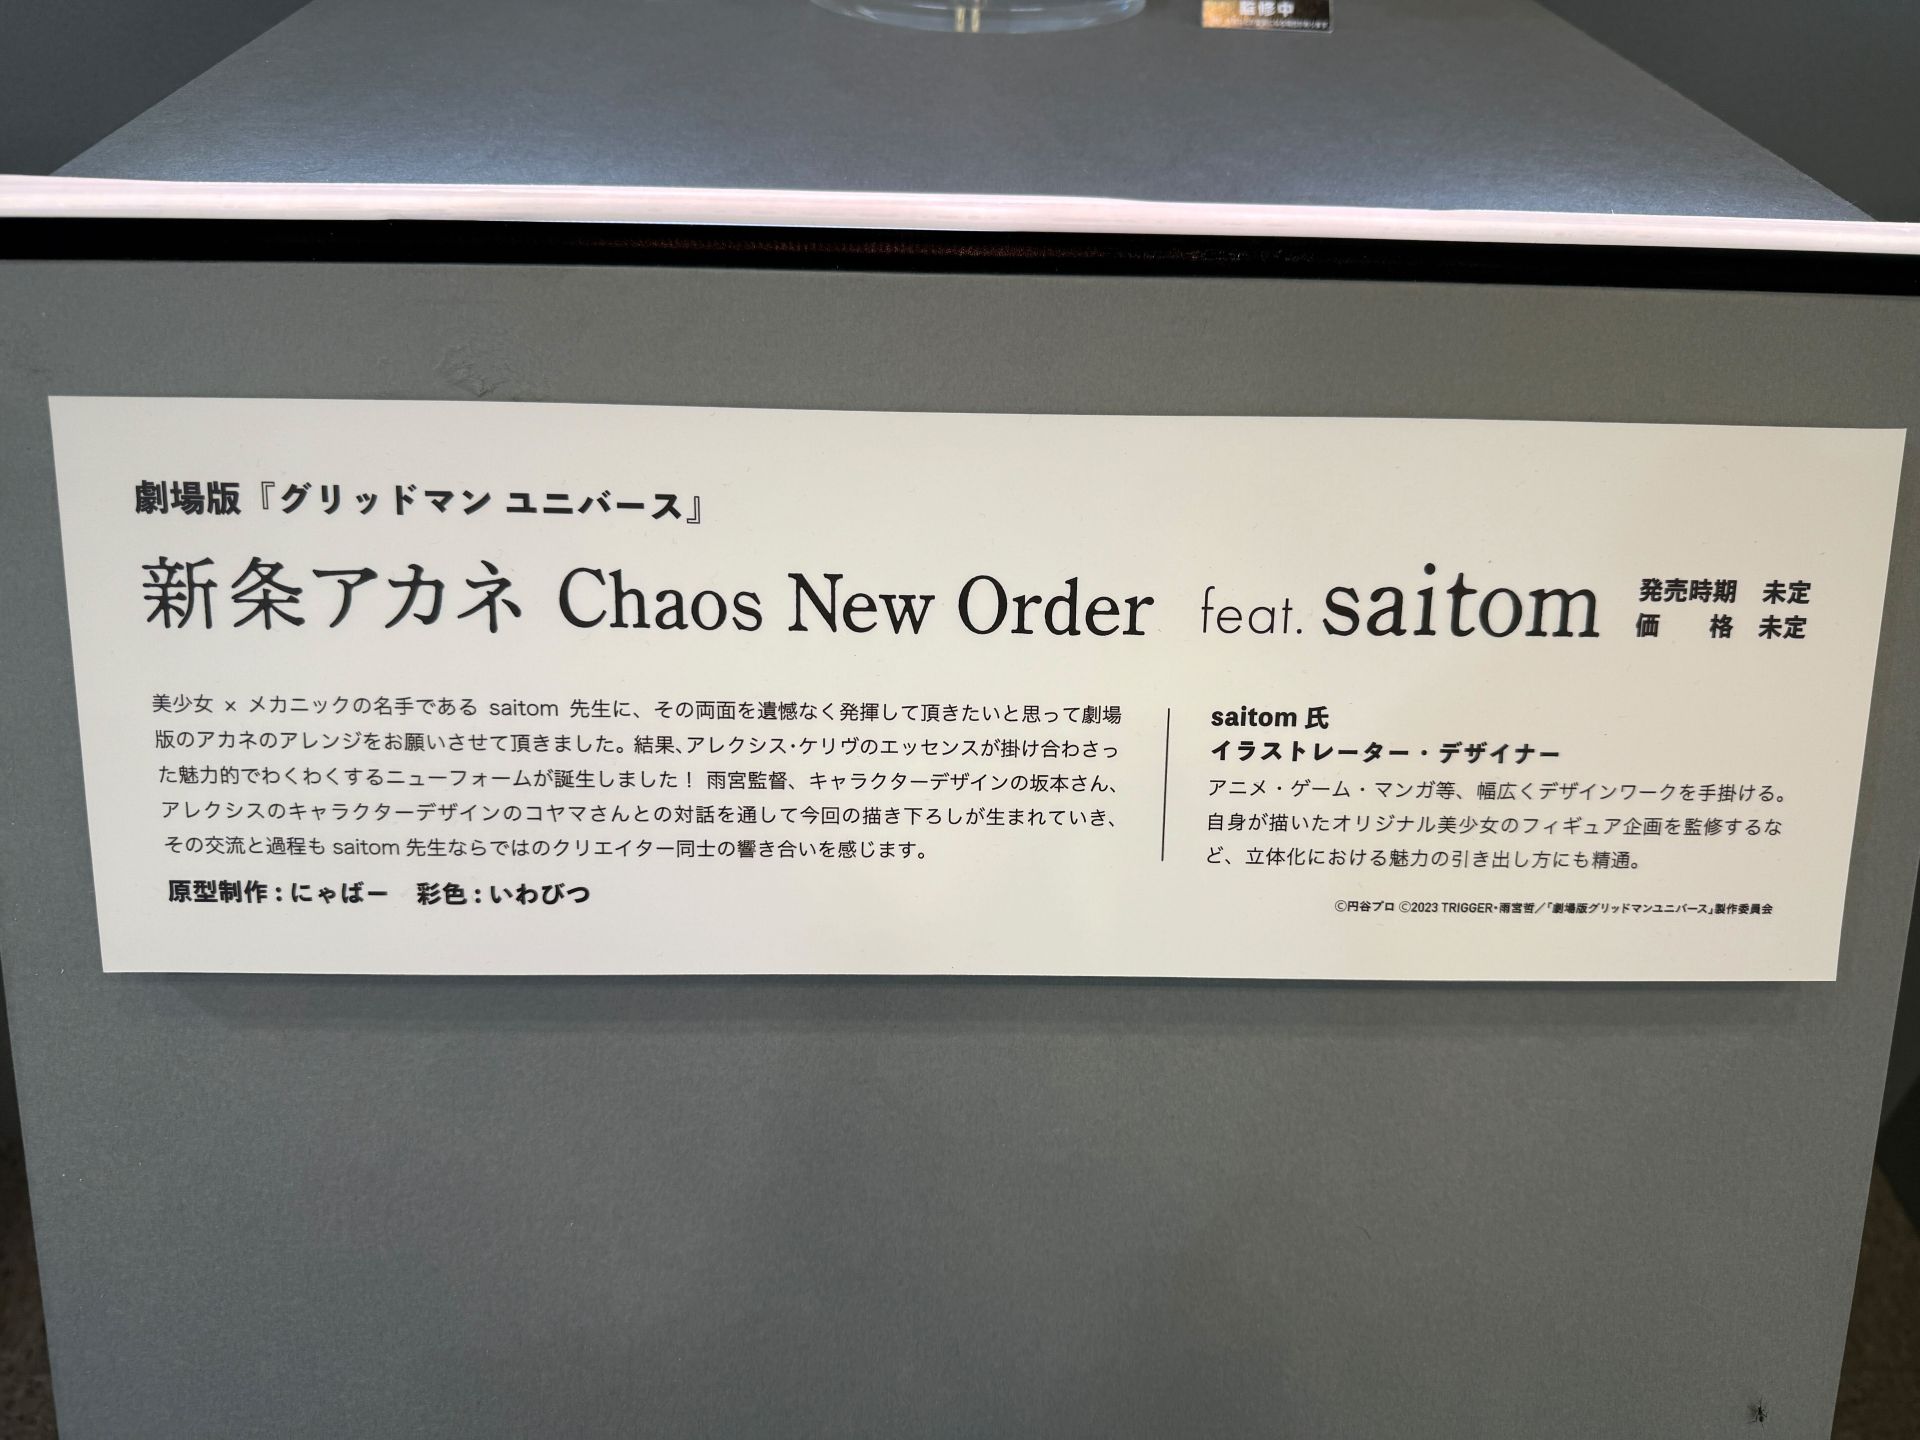 監修中
劇場版『グリッドマン ユニバース』
新条アカネ Chaos New Order feat. saitom
発売時期 未定
価 格 未定
美少女 × メカニックの名手である saitom 先生に、その両面を遺憾なく発揮して頂きたいと思って劇場
版のアカネのアレンジをお願いさせて頂きました。結果、アレクシス・ケリヴのエッセンスが掛け合わさっ
た魅力的でわくわくするニューフォームが誕生しました！ 雨宮監督、キャラクターデザインの坂本さん、
アレクシスのキャラクターデザインのコヤマさんとの対話を通して今回の描き下ろしが生まれていき、
その交流と過程も saitom 先生ならではのクリエイター同士の響き合いを感じます。
原型制作：にゃばー 彩色：いわびつ
saitom 氏
イラストレーター・デザイナー
アニメ・ゲーム・マンガ等、幅広くデザインワークを手掛ける。
自身が描いたオリジナル美少女のフィギュア企画を監修するな
ど、立体化における魅力の引き出し方にも精通。
©円谷プロ ©2023 TRIGGER・雨宮哲／「劇場版グリッドマンユニバース」製作委員会